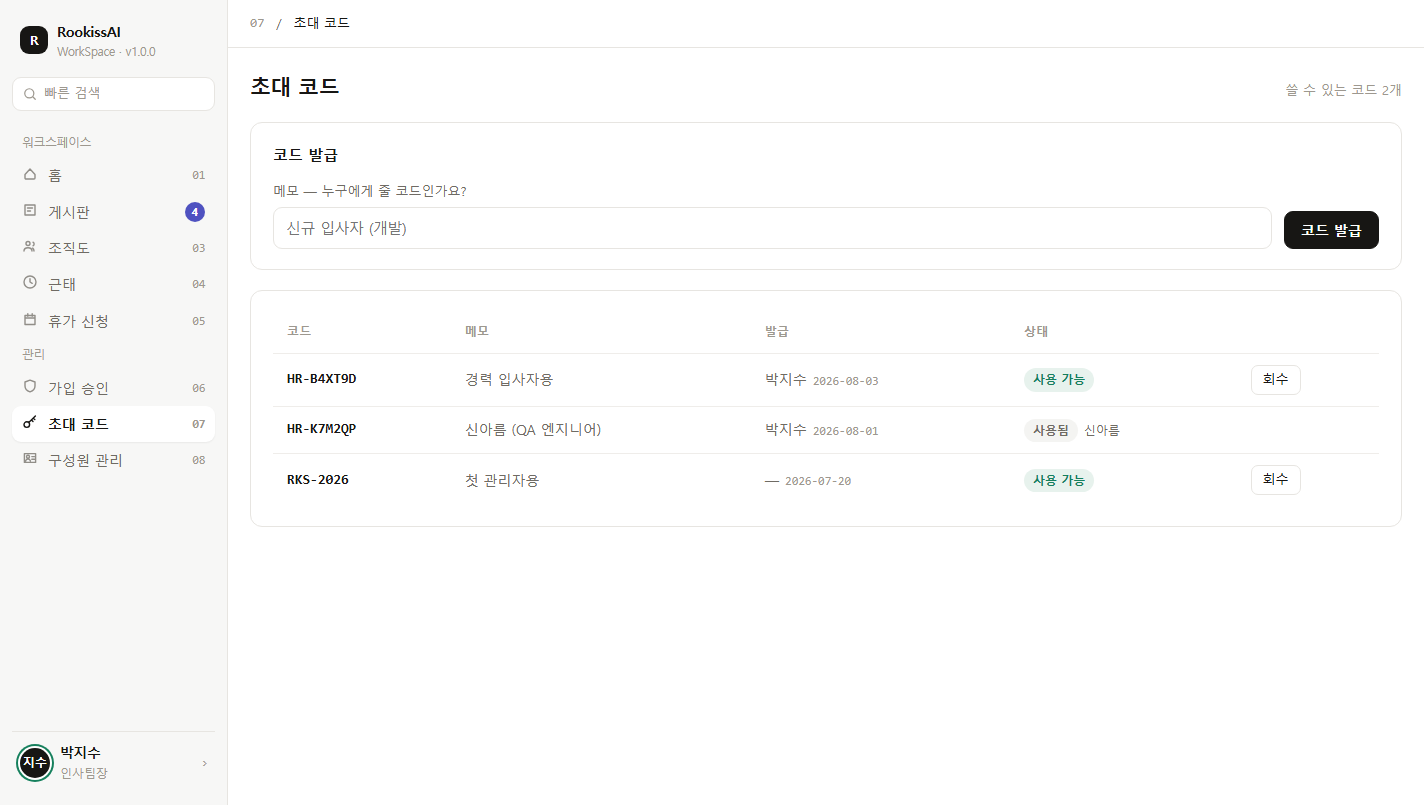 R
RookissAI
WorkSpace · v1.0.0
빠른 검색
워크스페이스
홈 01
게시판 4
조직도 03
근태 04
휴가 신청 05
관리
가입 승인 06
초대 코드 07
구성원 관리 08
지수
박지수
인사팀장
07 / 초대 코드
초대 코드
쓸 수 있는 코드 2개
코드 발급
메모 — 누구에게 줄 코드인가요?
신규 입사자 (개발)
코드 발급
코드 메모 발급 상태
HR-B4XT9D 경력 입사자용 박지수 2026-08-03 사용 가능 회수
HR-K7M2QP 신아름 (QA 엔지니어) 박지수 2026-08-01 사용됨 신아름
RKS-2026 첫 관리자용 — 2026-07-20 사용 가능 회수